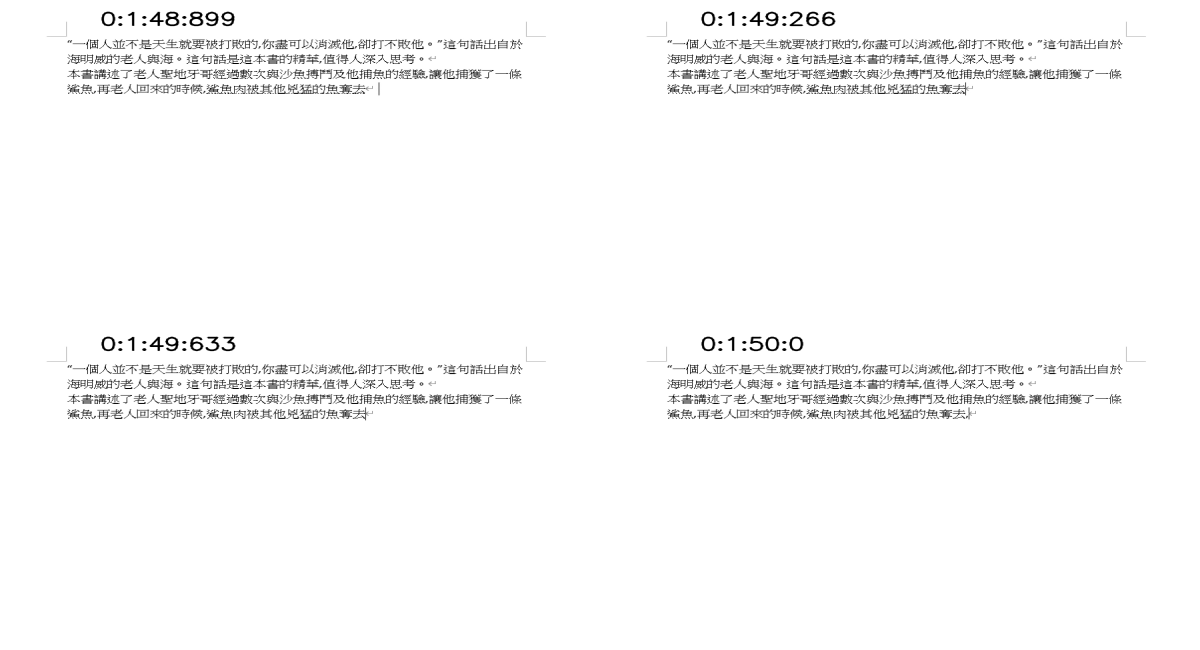 0:1:48:899
“一個人並不是天生就要被打敗的,你盡可以消滅他,卻打不敗他。”這句話出自於
海明威的老人與海。這句話是這本書的精華,值得人深入思考。
本書講述了老人聖地牙哥經過數次與沙魚搏鬥及他捕魚的經驗,讓他捕獲了一條
鯊魚,再老人回來的時候,鯊魚肉被其他兇猛的魚奪去
0:1:49:266
“一個人並不是天生就要被打敗的,你盡可以消滅他,卻打不敗他。”這句話出自於
海明威的老人與海。這句話是這本書的精華,值得人深入思考。
本書講述了老人聖地牙哥經過數次與沙魚搏鬥及他捕魚的經驗,讓他捕獲了一條
鯊魚,再老人回來的時候,鯊魚肉被其他兇猛的魚奪去
0:1:49:633
“一個人並不是天生就要被打敗的,你盡可以消滅他,卻打不敗他。”這句話出自於
海明威的老人與海。這句話是這本書的精華,值得人深入思考。
本書講述了老人聖地牙哥經過數次與沙魚搏鬥及他捕魚的經驗,讓他捕獲了一條
鯊魚,再老人回來的時候,鯊魚肉被其他兇猛的魚奪去
0:1:50:0
“一個人並不是天生就要被打敗的,你盡可以消滅他,卻打不敗他。”這句話出自於
海明威的老人與海。這句話是這本書的精華,值得人深入思考。
本書講述了老人聖地牙哥經過數次與沙魚搏鬥及他捕魚的經驗,讓他捕獲了一條
鯊魚,再老人回來的時候,鯊魚肉被其他兇猛的魚奪去,